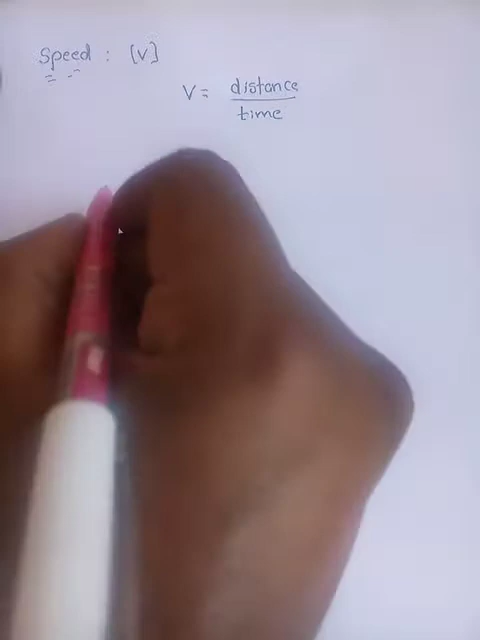 Speed : [v]
V = distance
time